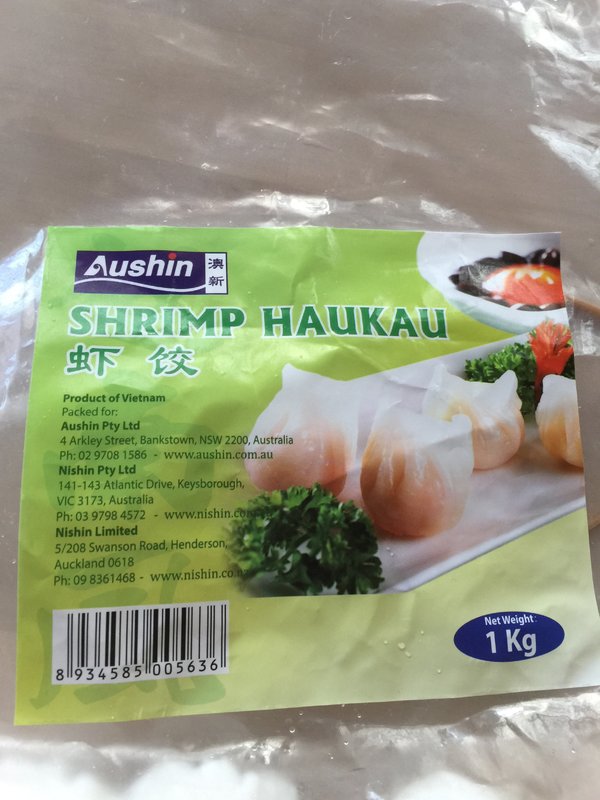 Aushin 澳新
SHRIMP HAUKAU
虾 饺
Product of Vietnam
Packed for:
Aushin Pty Ltd
4 Arkley Street, Bankstown, NSW 2200, Australia
Ph: 02 9708 1586 - www.aushin.com.au
Nishin Pty Ltd
141-143 Atlantic Drive, Keysborough,
VIC 3173, Australia
Ph: 03 9798 4572 - www.nishin.com
Nishin Limited
5/208 Swanson Road, Henderson,
Auckland 0618
Ph: 09 8361468 - www.nishin.co.nz
8 934585 005636
Net Weight:
1 Kg